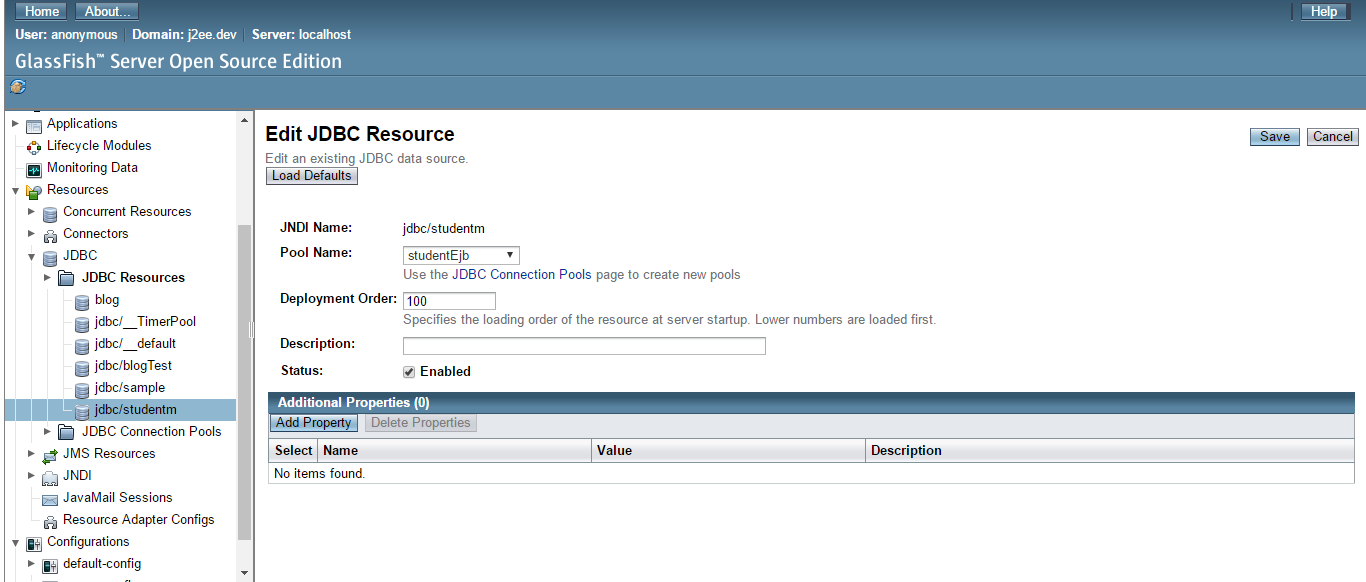 Home About... Help
User: anonymous Domain: j2ee.dev Server: localhost
GlassFish™ Server Open Source Edition
Applications
Lifecycle Modules
Monitoring Data
Resources
Concurrent Resources
Connectors
JDBC
JDBC Resources
blog
jdbc/__TimerPool
jdbc/__default
jdbc/blogTest
jdbc/sample
jdbc/studentm
JDBC Connection Pools
JMS Resources
JNDI
JavaMail Sessions
Resource Adapter Configs
Configurations
default-config
Edit JDBC Resource
Save Cancel
Edit an existing JDBC data source.
Load Defaults
JNDI Name: jdbc/studentm
Pool Name: studentEjb
Use the JDBC Connection Pools page to create new pools
Deployment Order: 100
Specifies the loading order of the resource at server startup. Lower numbers are loaded first.
Description:
Status: Enabled
Additional Properties (0)
Add Property Delete Properties
Select Name Value Description
No items found.